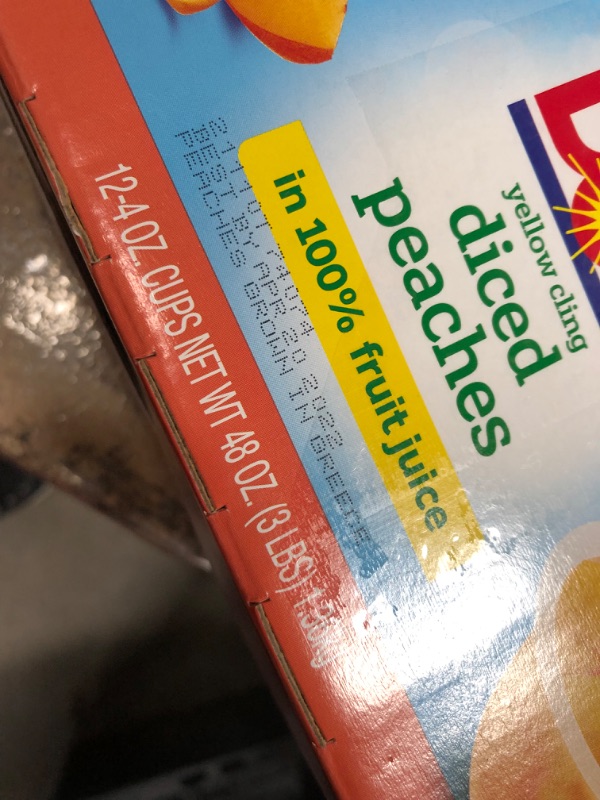 yellow cling
diced
peaches
in 100% fruit juice
BEST BY APR 20 2022
PEACHES GROWN IN GREECE
12-4 OZ. CUPS NET WT 48 OZ. (3 LBS)